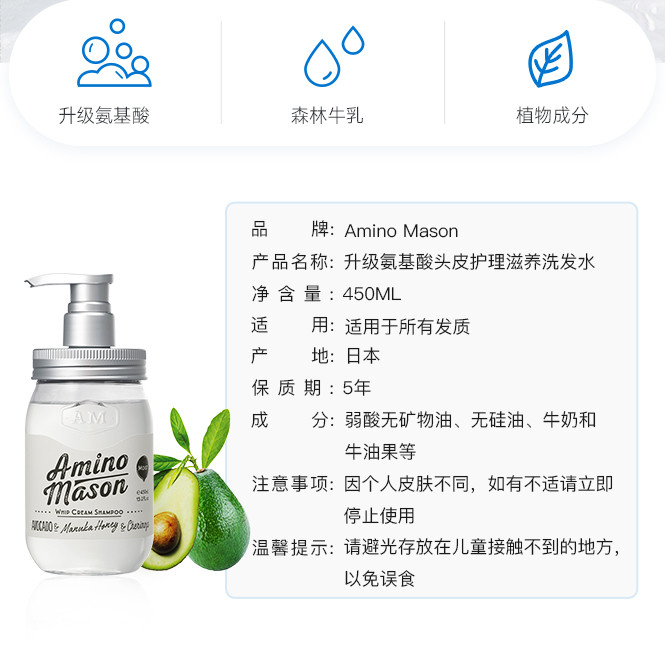 升级氨基酸
森林牛乳
植物成分
品 牌: Amino Mason
产品名称: 升级氨基酸头皮护理滋养洗发水
净含量: 450ML
适 用: 适用于所有发质
产 地: 日本
保质期: 5年
成 分: 弱酸无矿物油、无硅油、牛奶和
牛油果等
注意事项: 因个人皮肤不同，如有不适请立即
停止使用
温馨提示: 请避光存放在儿童接触不到的地方，
以免误食
AM
Amino
mason
Moist
WHIP CREAM SHAMPOO
AVOCADO & Manuka Honey & Cherimoya